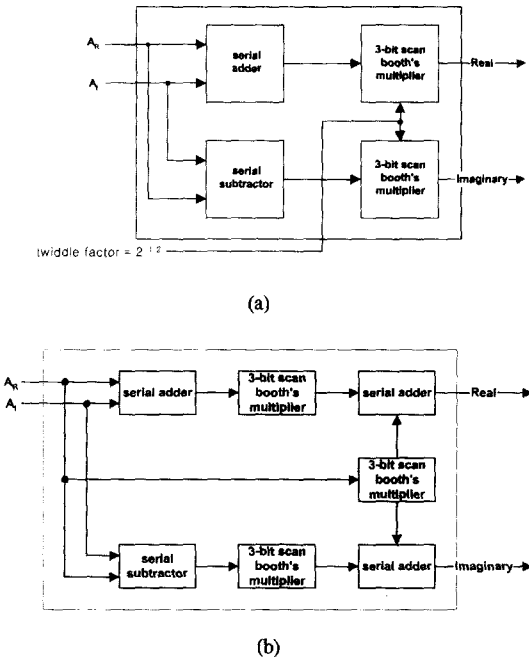 A_R
serial
adder
3-bit scan
booth's
multiplier
Real
A_I
serial
subtractor
3-bit scan
booth's
multiplier
Imaginary
twiddle factor = 2^-1/2
(a)
A_R
A_I
serial adder
3-bit scan
booth's
multiplier
serial adder
Real
3-bit scan
booth's
multiplier
serial
subtractor
3-bit scan
booth's
multiplier
serial adder
Imaginary
(b)